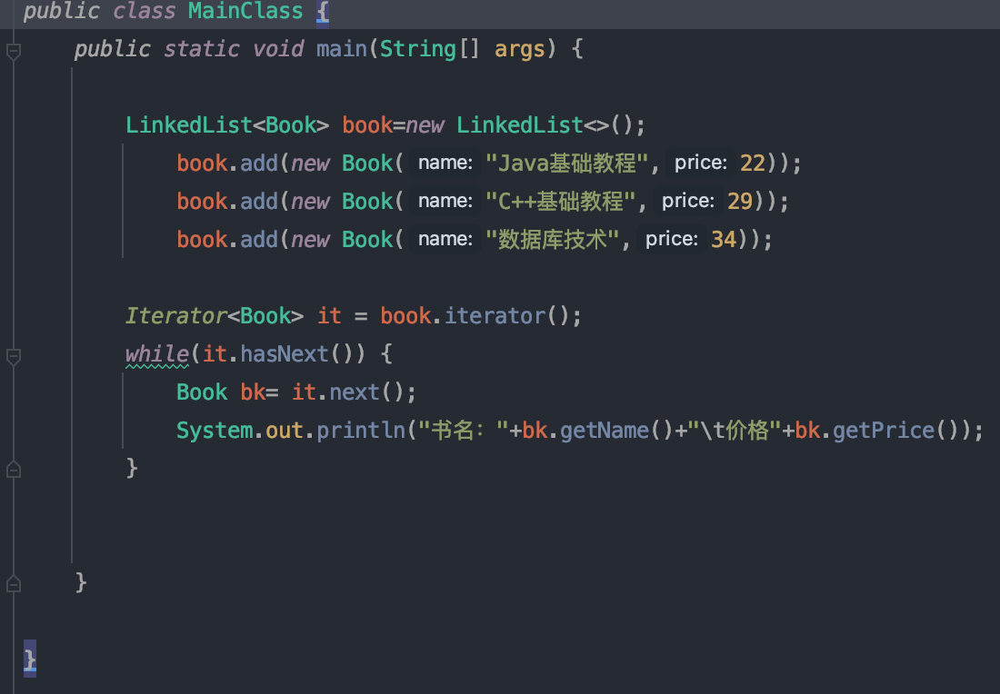 public class MainClass {
public static void main(String[] args) {
LinkedList<Book> book=new LinkedList<>();
book.add(new Book( name: "Java基础教程", price: 22));
book.add(new Book( name: "C++基础教程", price: 29));
book.add(new Book( name: "数据库技术", price: 34));
Iterator<Book> it = book.iterator();
while(it.hasNext()) {
Book bk= it.next();
System.out.println("书名："+bk.getName()+"\t价格"+bk.getPrice());
}
}
}